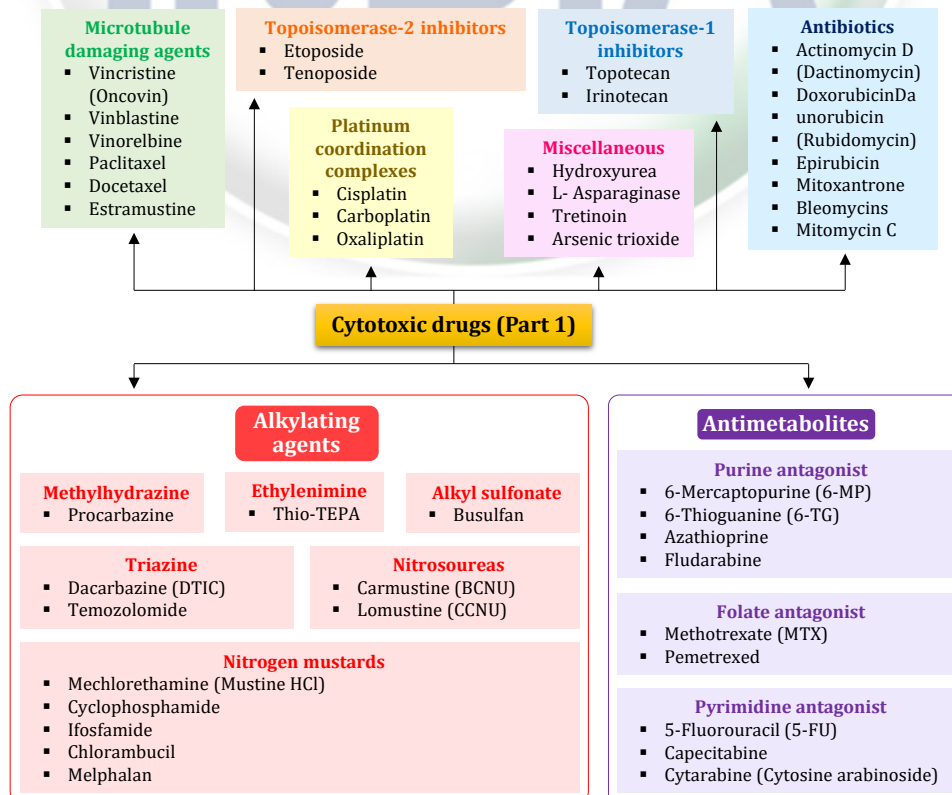 Microtubule
damaging agents
▪ Vincristine
(Oncovin)
▪ Vinblastine
▪ Vinorelbine
▪ Paclitaxel
▪ Docetaxel
▪ Estramustine
Topoisomerase-2 inhibitors
▪ Etoposide
▪ Tenoposide
Platinum
coordination
complexes
▪ Cisplatin
▪ Carboplatin
▪ Oxaliplatin
Topoisomerase-1
inhibitors
▪ Topotecan
▪ Irinotecan
Miscellaneous
▪ Hydroxyurea
▪ L- Asparaginase
▪ Tretinoin
▪ Arsenic trioxide
Antibiotics
▪ Actinomycin D
▪ (Dactinomycin)
▪ DoxorubicinDa
▪ unorubicin
▪ (Rubidomycin)
▪ Epirubicin
▪ Mitoxantrone
▪ Bleomycins
▪ Mitomycin C
Cytotoxic drugs (Part 1)
Alkylating
agents
Methylhydrazine
▪ Procarbazine
Ethylenimine
▪ Thio-TEPA
Alkyl sulfonate
▪ Busulfan
Triazine
▪ Dacarbazine (DTIC)
▪ Temozolomide
Nitrosoureas
▪ Carmustine (BCNU)
▪ Lomustine (CCNU)
Nitrogen mustards
▪ Mechlorethamine (Mustine HCl)
▪ Cyclophosphamide
▪ Ifosfamide
▪ Chlorambucil
▪ Melphalan
Antimetabolites
Purine antagonist
▪ 6-Mercaptopurine (6-MP)
▪ 6-Thioguanine (6-TG)
▪ Azathioprine
▪ Fludarabine
Folate antagonist
▪ Methotrexate (MTX)
▪ Pemetrexed
Pyrimidine antagonist
▪ 5-Fluorouracil (5-FU)
▪ Capecitabine
▪ Cytarabine (Cytosine arabinoside)